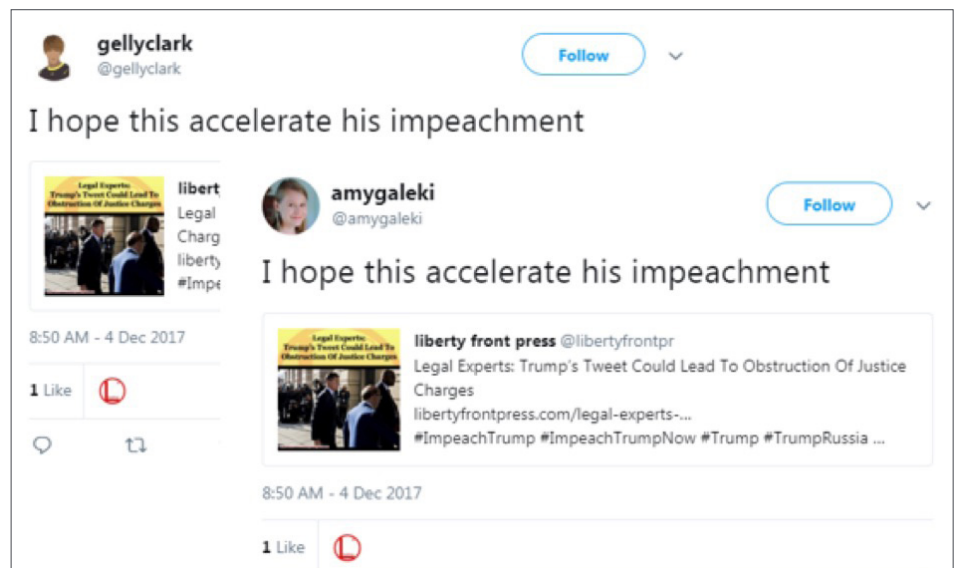 gellyclark
@gellyclark
Follow
I hope this accelerate his impeachment
Legal Experts:
Trump's Tweet Could Lead To
Obstruction Of Justice Charges
libert
Legal
Charg
liberty
#Impe
8:50 AM - 4 Dec 2017
1 Like
amygaleki
@amygaleki
Follow
I hope this accelerate his impeachment
Legal Experts:
Trump's Tweet Could Lead To
Obstruction Of Justice Charges
liberty front press @libertyfrontpr
Legal Experts: Trump's Tweet Could Lead To Obstruction Of Justice
Charges
libertyfrontpress.com/legal-experts-...
#ImpeachTrump #ImpeachTrumpNow #Trump #TrumpRussia ...
8:50 AM - 4 Dec 2017
1 Like